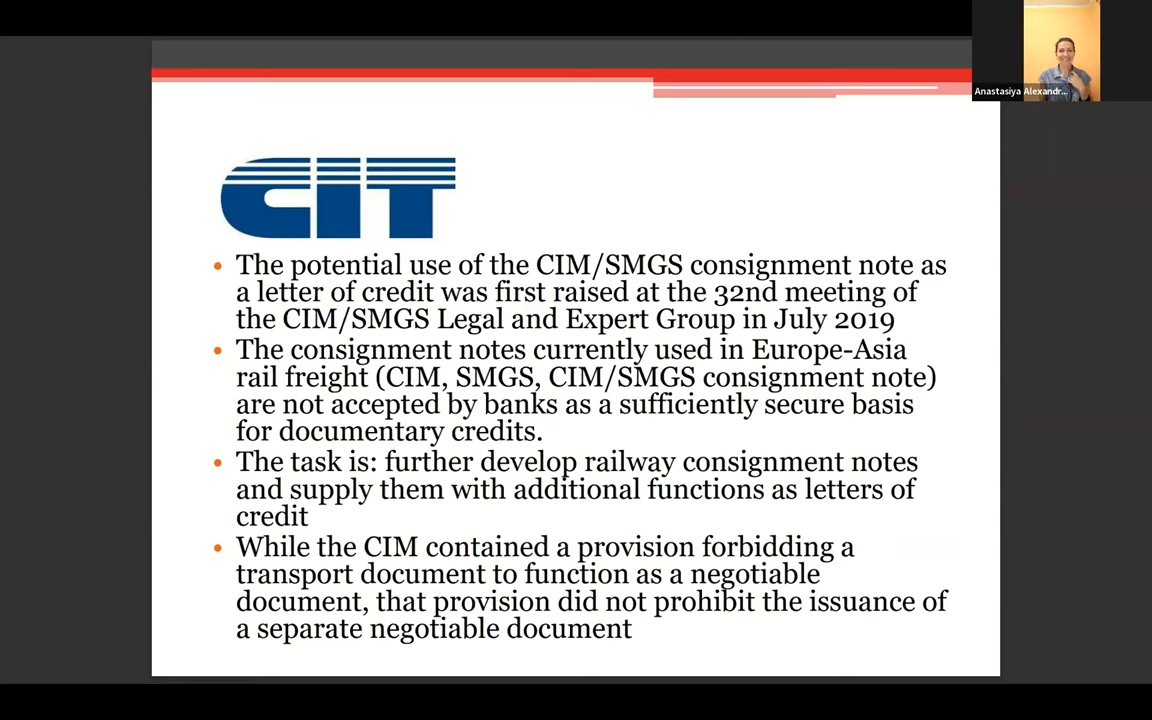 Anastasiya Alexandr...
CIT
• The potential use of the CIM/SMGS consignment note as
a letter of credit was first raised at the 32nd meeting of
the CIM/SMGS Legal and Expert Group in July 2019
• The consignment notes currently used in Europe-Asia
rail freight (CIM, SMGS, CIM/SMGS consignment note)
are not accepted by banks as a sufficiently secure basis
for documentary credits.
• The task is: further develop railway consignment notes
and supply them with additional functions as letters of
credit
• While the CIM contained a provision forbidding a
transport document to function as a negotiable
document, that provision did not prohibit the issuance of
a separate negotiable document